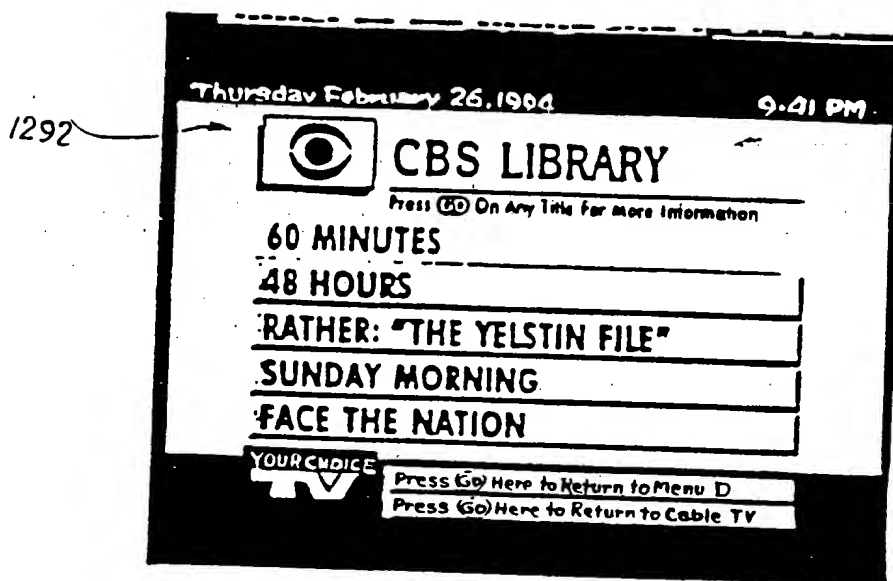 Thursday February 26, 1994 9:41 PM
1292
CBS LIBRARY
Press GO On Any Title For More Information
60 MINUTES
48 HOURS
RATHER: "THE YELSTIN FILE"
SUNDAY MORNING
FACE THE NATION
YOUR CHOICE
TV
Press Go Here to Return to Menu D
Press Go Here to Return to Cable TV